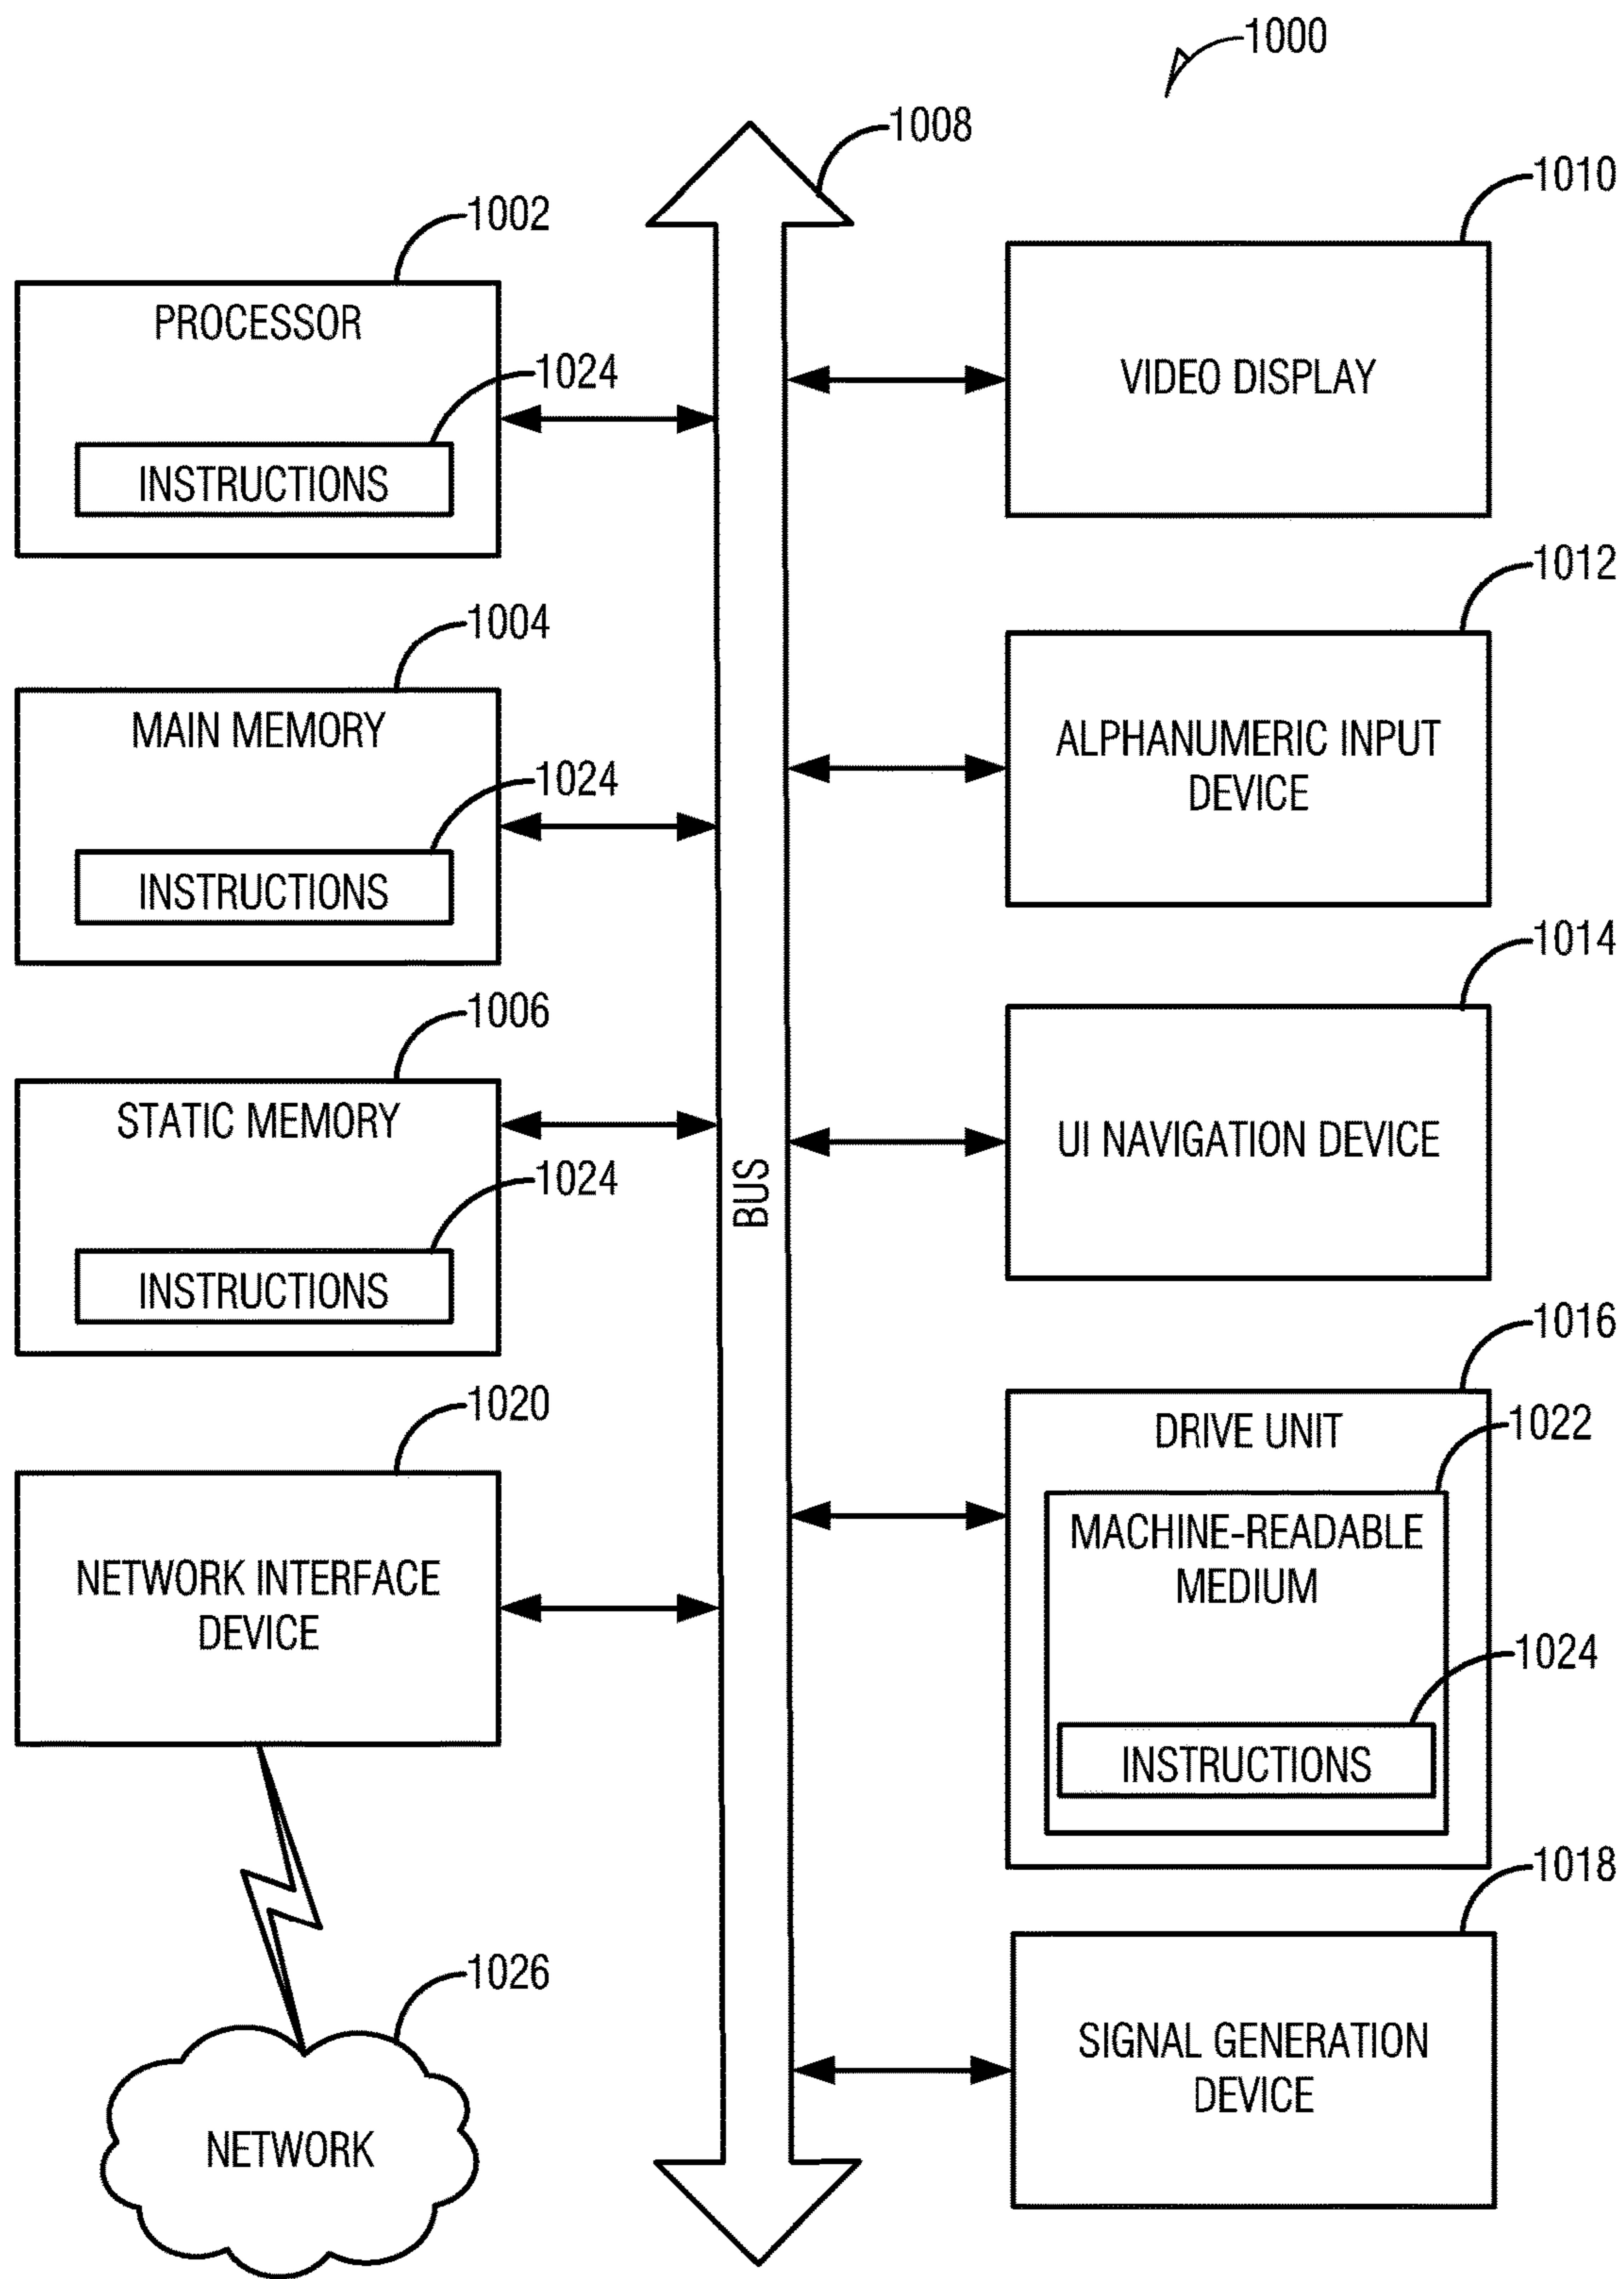 1000
1008
1002
PROCESSOR
1024
INSTRUCTIONS
1004
MAIN MEMORY
1024
INSTRUCTIONS
1006
STATIC MEMORY
1024
INSTRUCTIONS
1020
NETWORK INTERFACE
DEVICE
1026
NETWORK
BUS
1010
VIDEO DISPLAY
1012
ALPHANUMERIC INPUT
DEVICE
1014
UI NAVIGATION DEVICE
1016
DRIVE UNIT
1022
MACHINE-READABLE
MEDIUM
1024
INSTRUCTIONS
1018
SIGNAL GENERATION
DEVICE